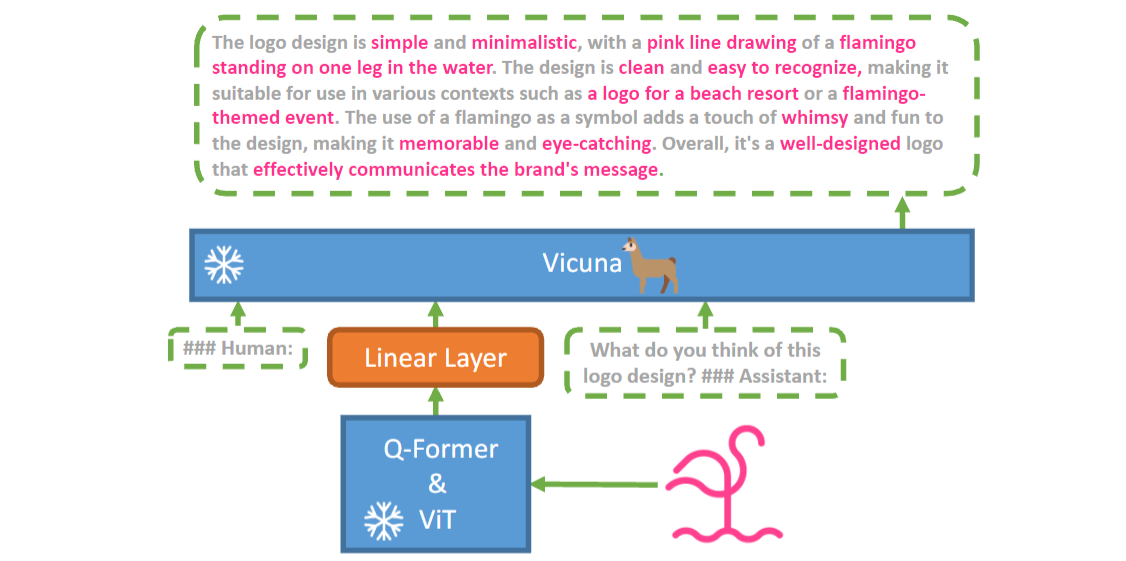 The logo design is simple and minimalistic, with a pink line drawing of a flamingo
standing on one leg in the water. The design is clean and easy to recognize, making it
suitable for use in various contexts such as a logo for a beach resort or a flamingo-
themed event. The use of a flamingo as a symbol adds a touch of whimsy and fun to
the design, making it memorable and eye-catching. Overall, it's a well-designed logo
that effectively communicates the brand's message.
Vicuna
### Human:
Linear Layer
What do you think of this
logo design? ### Assistant:
Q-Former
&
ViT